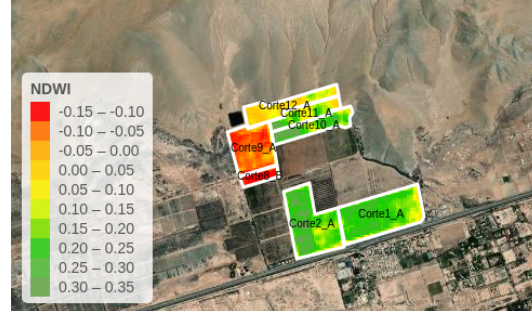 NDWI
-0.15 – -0.10
-0.10 – -0.05
-0.05 – 0.00
0.00 – 0.05
0.05 – 0.10
0.10 – 0.15
0.15 – 0.20
0.20 – 0.25
0.25 – 0.30
0.30 – 0.35
Corte12_A
Corte11_A
Corte10_A
Corte9_A
Corte8_B
Corte2_A
Corte1_A